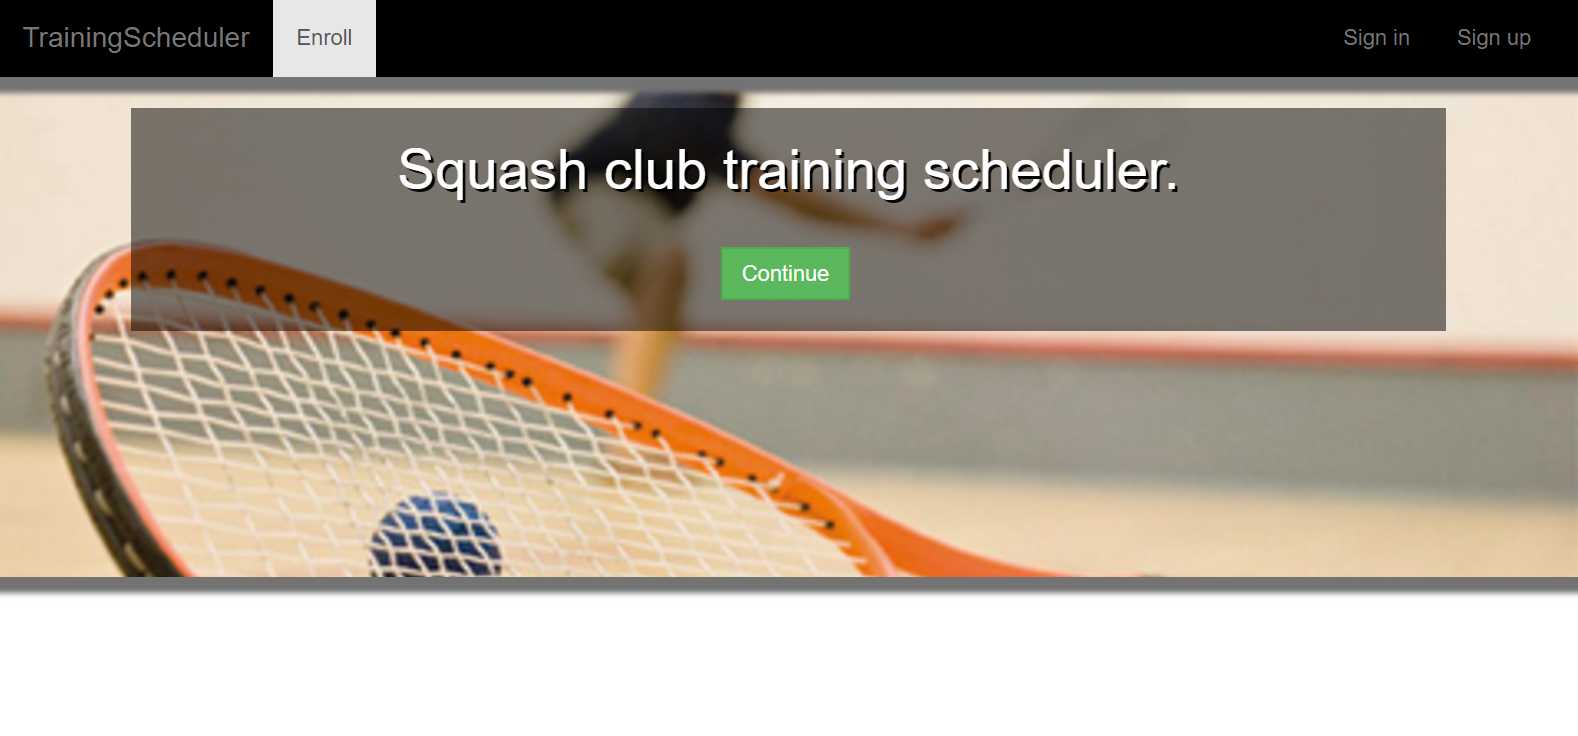 TrainingScheduler Enroll Sign in Sign up
Squash club training scheduler.
Continue